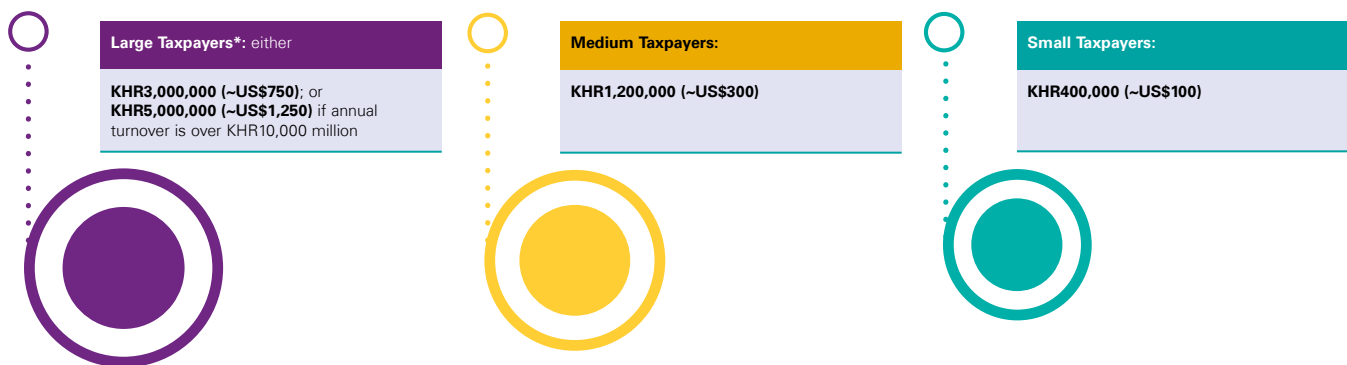 Large Taxpayers*: either
KHR3,000,000 (~US$750); or
KHR5,000,000 (~US$1,250) if annual
turnover is over KHR10,000 million
Medium Taxpayers:
KHR1,200,000 (~US$300)
Small Taxpayers:
KHR400,000 (~US$100)